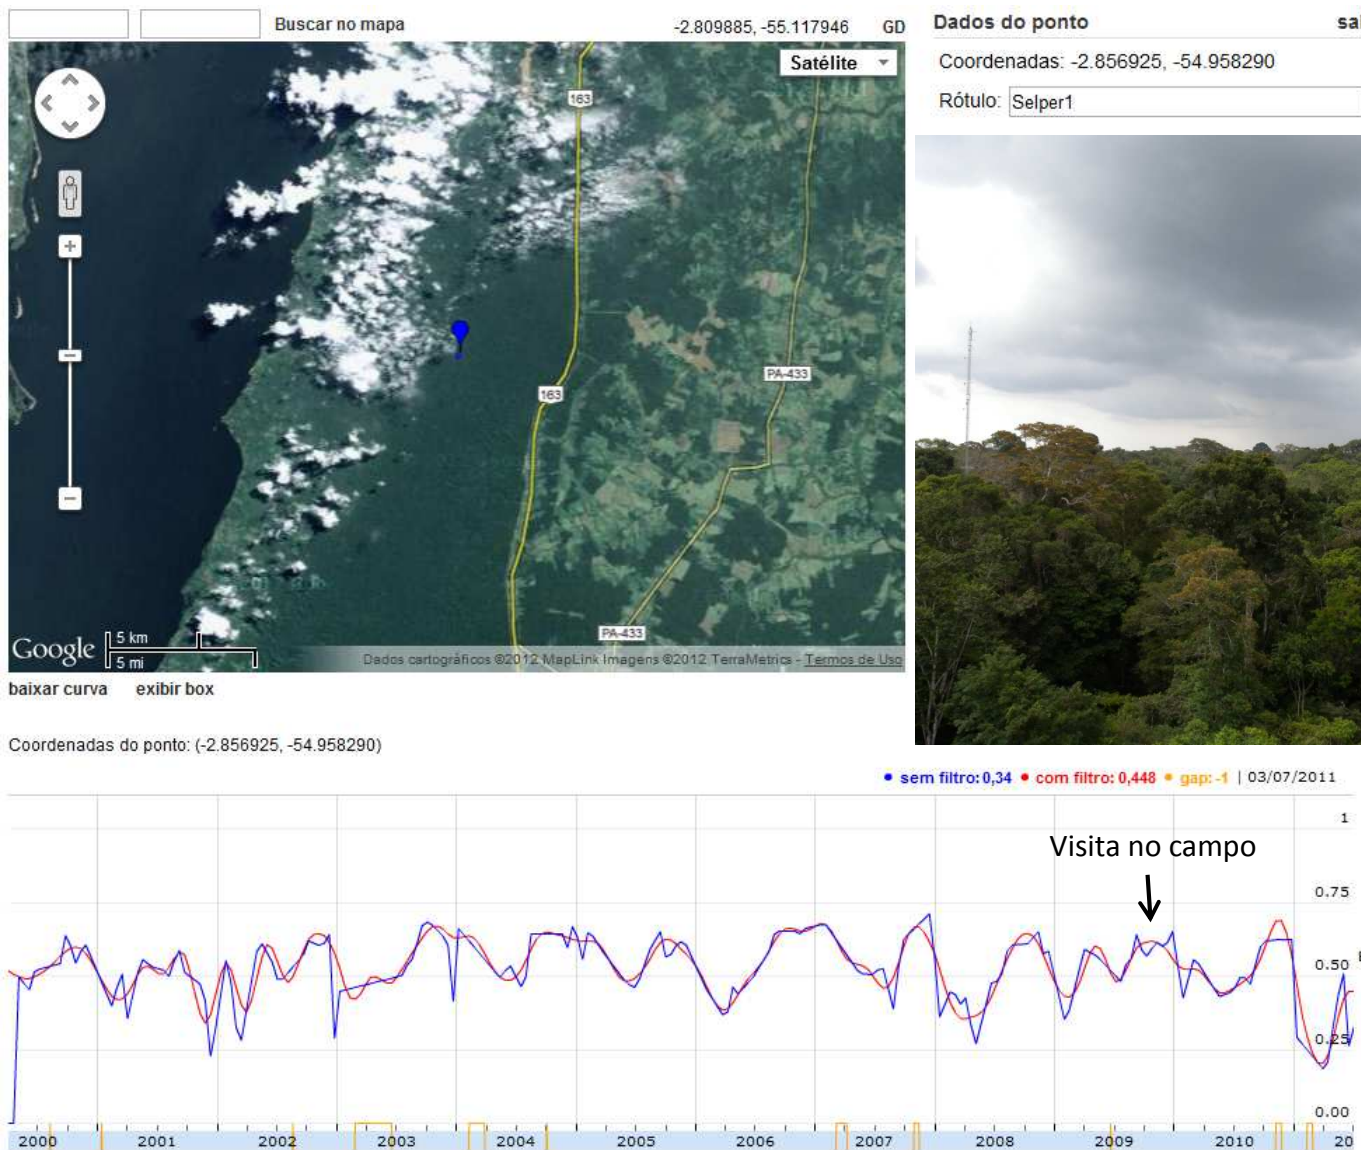 Buscar no mapa
-2.809885, -55.117946 GD
Dados do ponto
Coordenadas: -2.856925, -54.958290
Rótulo: Selper1
Satélite
163
163
PA-433
PA-433
Google
5 km
5 mi
Dados cartográficos ©2012 MapLink Imagens ©2012 TerraMetrics - Termos de Uso
baixar curva exibir box
Coordenadas do ponto: (-2.856925, -54.958290)
sem filtro: 0,34 com filtro: 0,448 gap: -1 | 03/07/2011
Visita no campo
1
0.75
0.50
0.25
0.00
2000 2001 2002 2003 2004 2005 2006 2007 2008 2009 2010 20